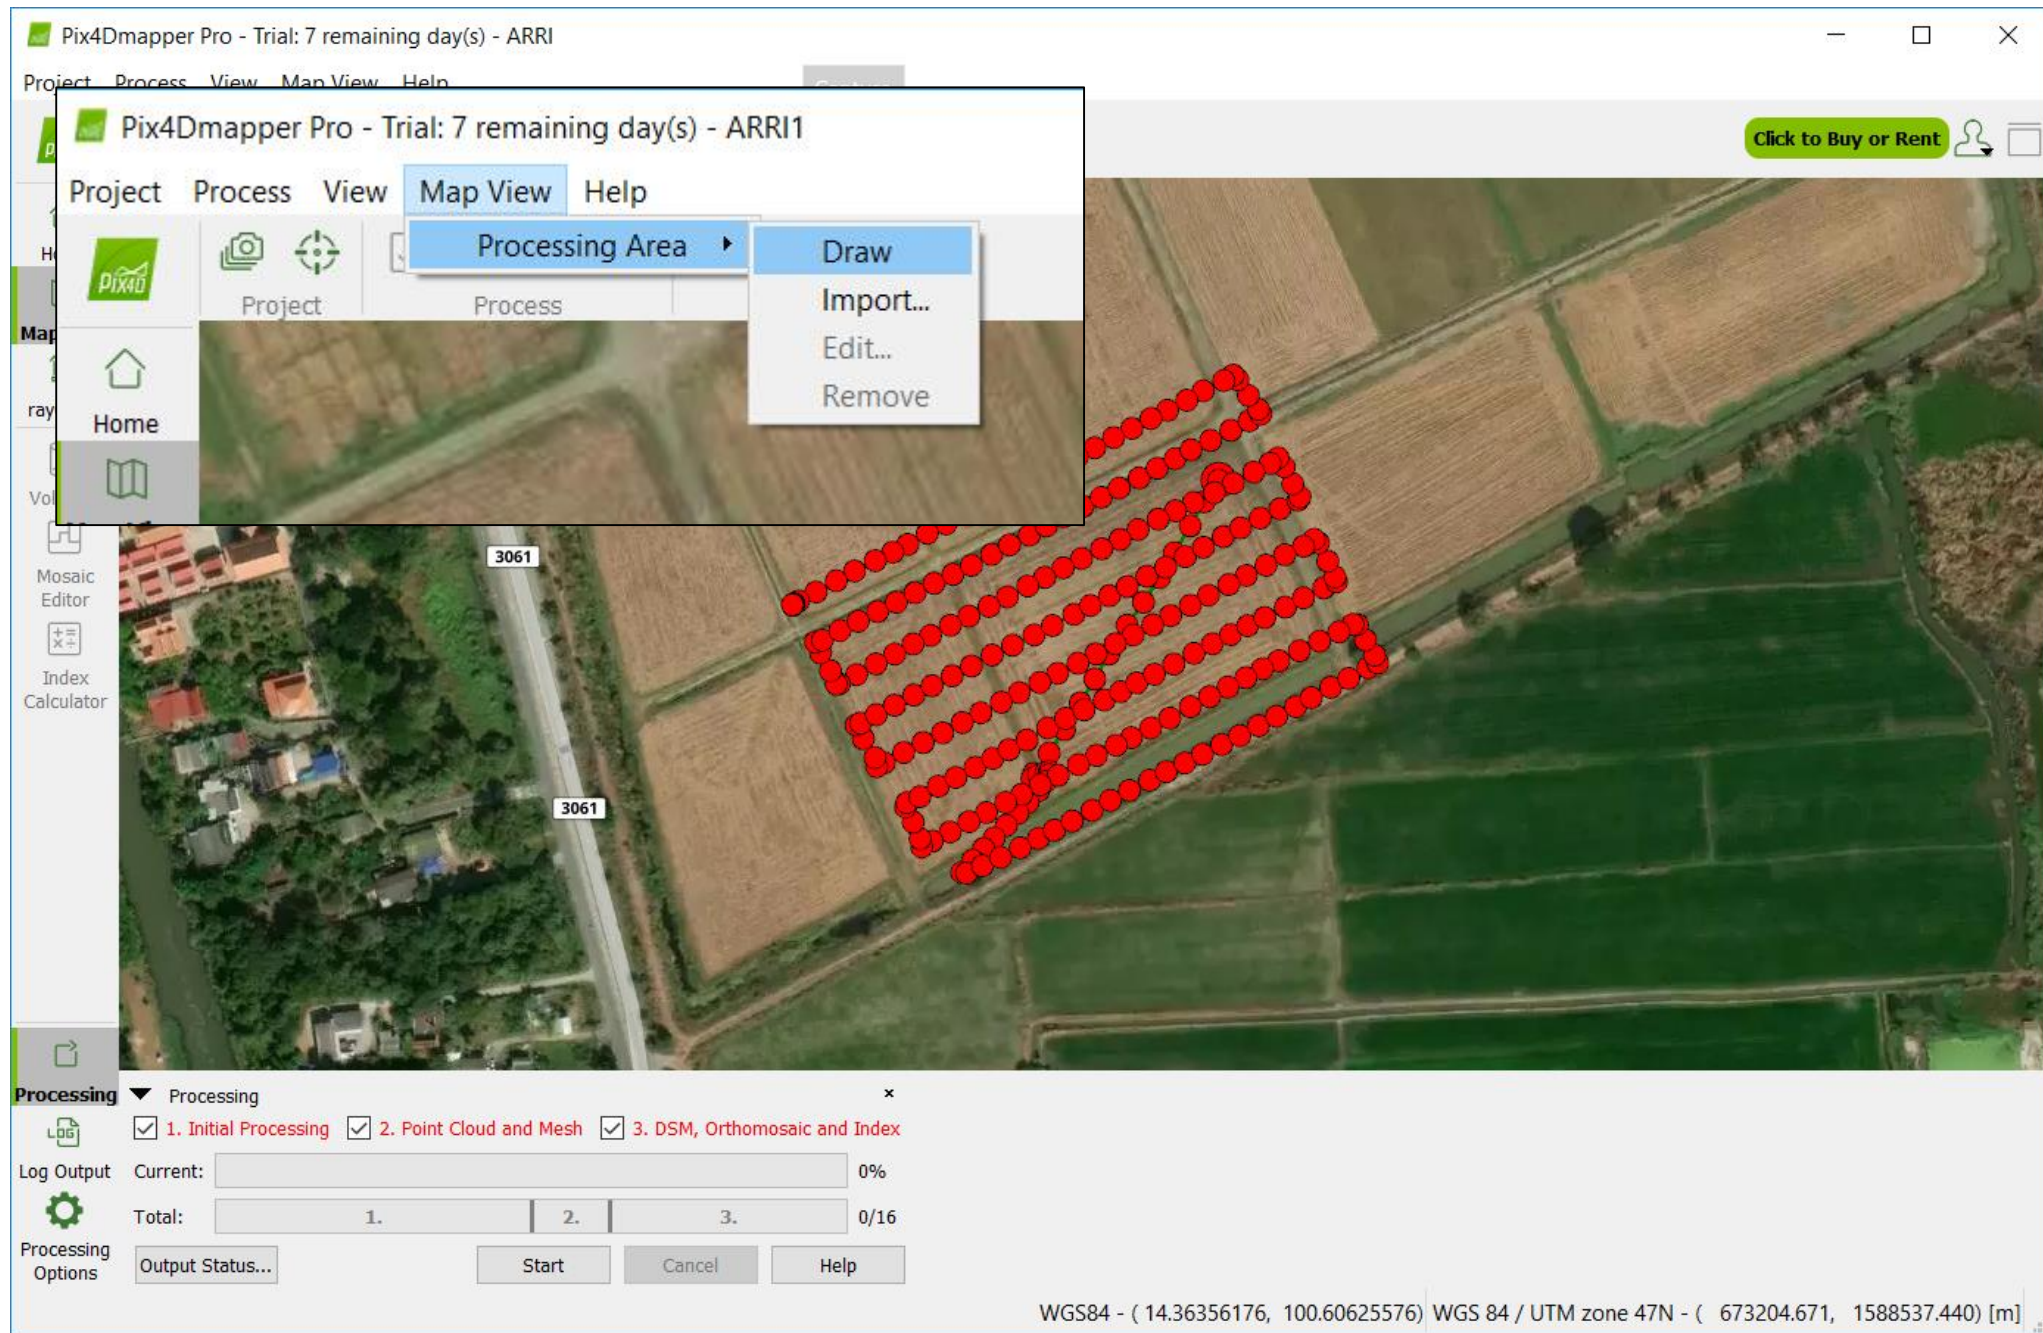 Pix4Dmapper Pro - Trial: 7 remaining day(s) - ARRI
Project Process View Map View Help
Pix4Dmapper Pro - Trial: 7 remaining day(s) - ARRI1
Project Process View Map View Help
Click to Buy or Rent
Processing Area
Draw
Import...
Edit...
Remove
PIX4D
Project
Process
Home
Map
ray
Vol
Mosaic
Editor
Index
Calculator
3061
3061
Processing
Log Output
Processing
Options
Processing
1. Initial Processing
2. Point Cloud and Mesh
3. DSM, Orthomosaic and Index
Current:
0%
Total:
1.
2.
3.
0/16
Output Status...
Start
Cancel
Help
WGS84 - ( 14.36356176, 100.60625576) WGS 84 / UTM zone 47N - ( 673204.671, 1588537.440) [m]